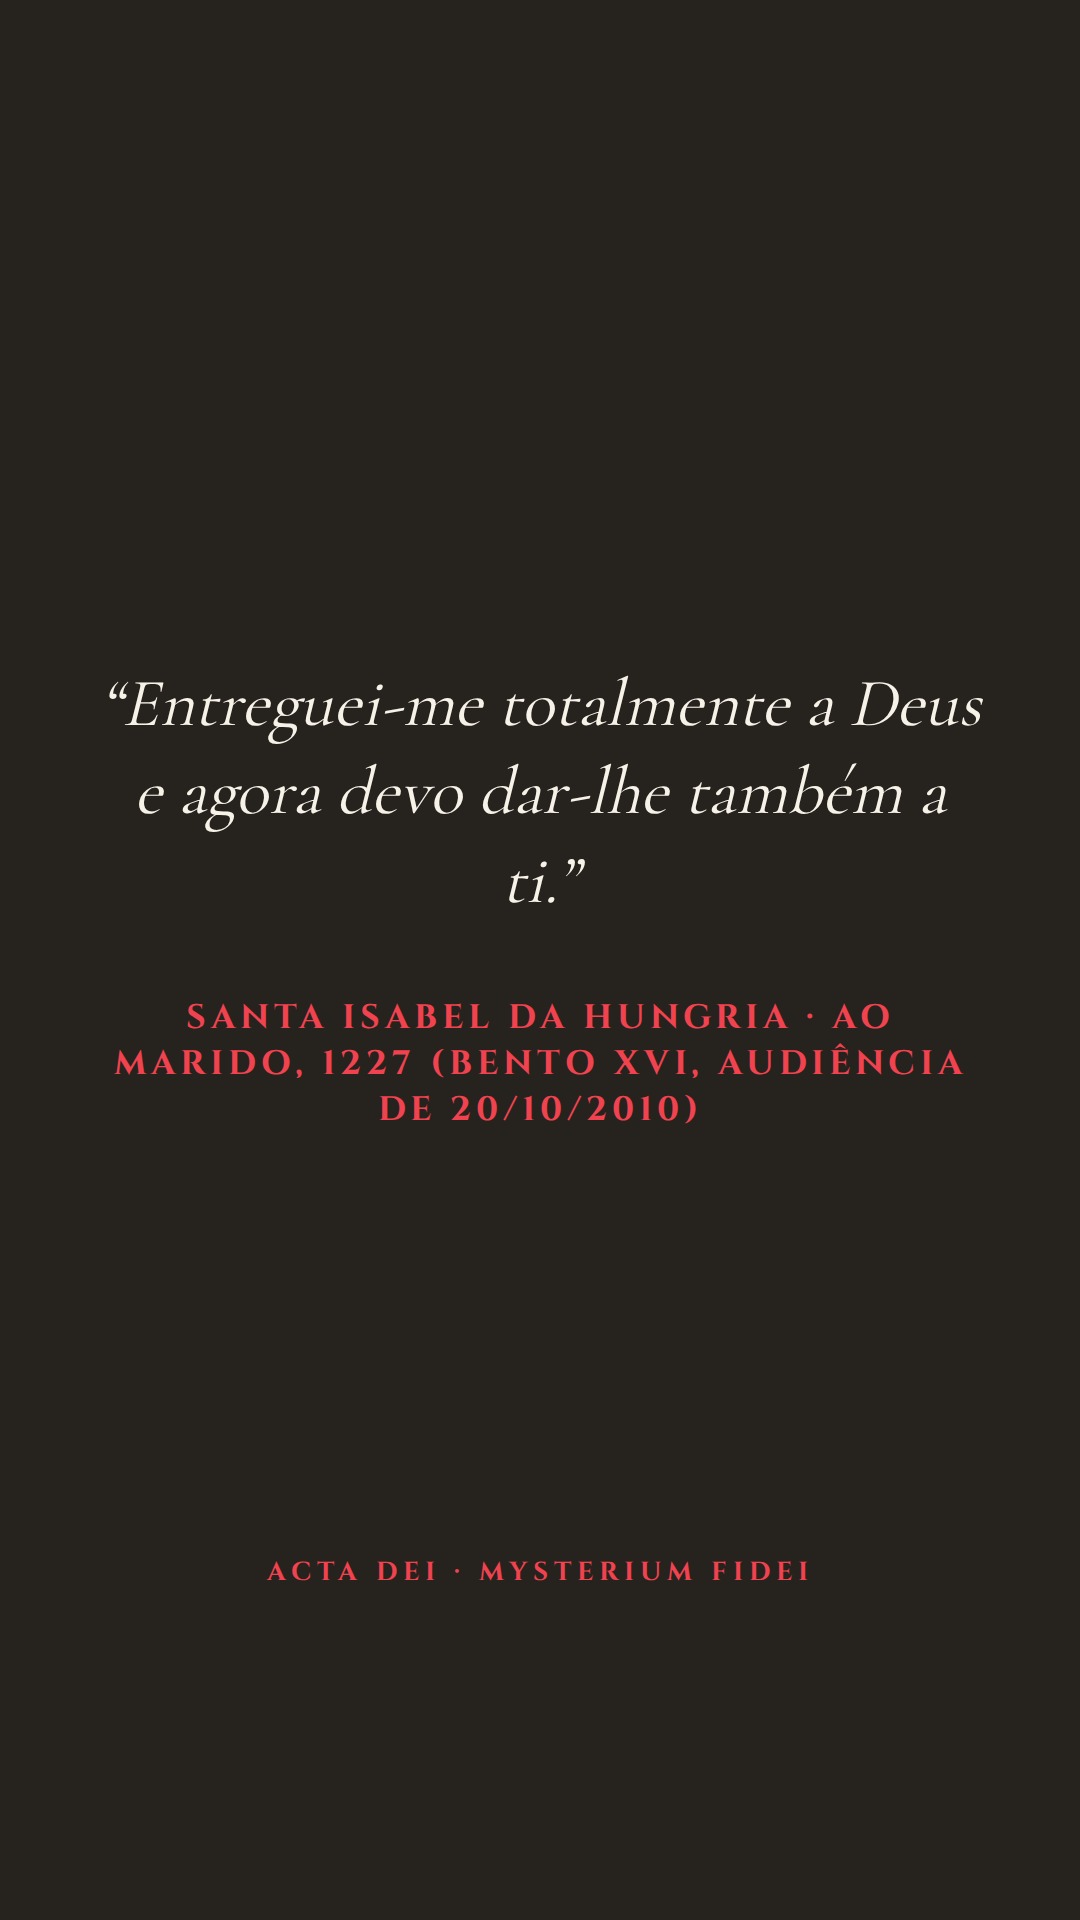 “Entreguei-me totalmente a Deus
e agora devo dar-lhe também a
ti.”
SANTA ISABEL DA HUNGRIA · AO
MARIDO, 1227 (BENTO XVI, AUDIÊNCIA
DE 20/10/2010)
ACTA DEI · MYSTERIUM FIDEI